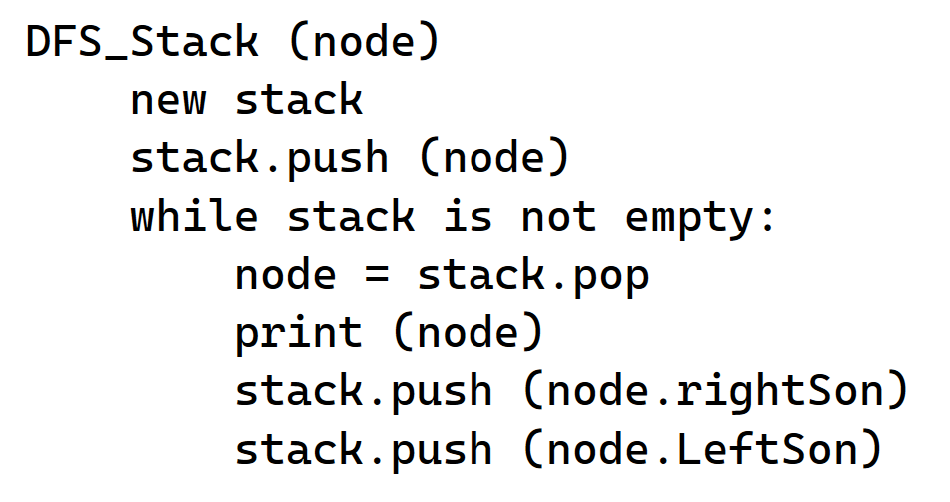 DFS_Stack (node)
    new stack
    stack.push (node)
    while stack is not empty:
        node = stack.pop
        print (node)
        stack.push (node.rightSon)
        stack.push (node.LeftSon)